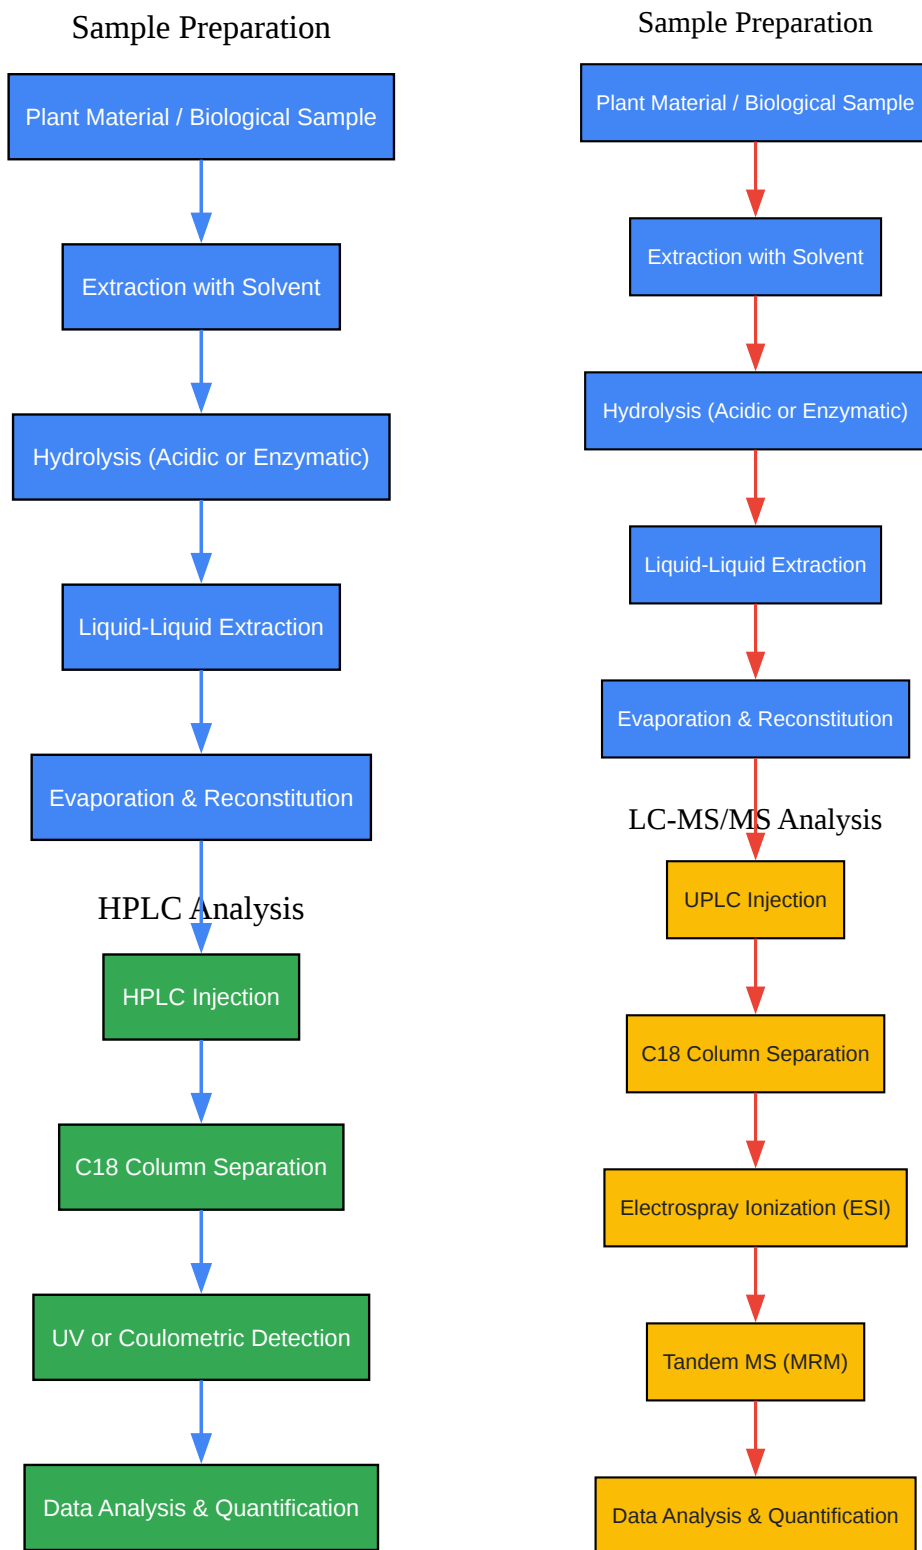 Sample Preparation
Plant Material / Biological Sample
Extraction with Solvent
Hydrolysis (Acidic or Enzymatic)
Liquid-Liquid Extraction
Evaporation & Reconstitution
HPLC Analysis
HPLC Injection
C18 Column Separation
UV or Coulometric Detection
Data Analysis & Quantification
Sample Preparation
Plant Material / Biological Sample
Extraction with Solvent
Hydrolysis (Acidic or Enzymatic)
Liquid-Liquid Extraction
Evaporation & Reconstitution
LC-MS/MS Analysis
UPLC Injection
C18 Column Separation
Electrospray Ionization (ESI)
Tandem MS (MRM)
Data Analysis & Quantification